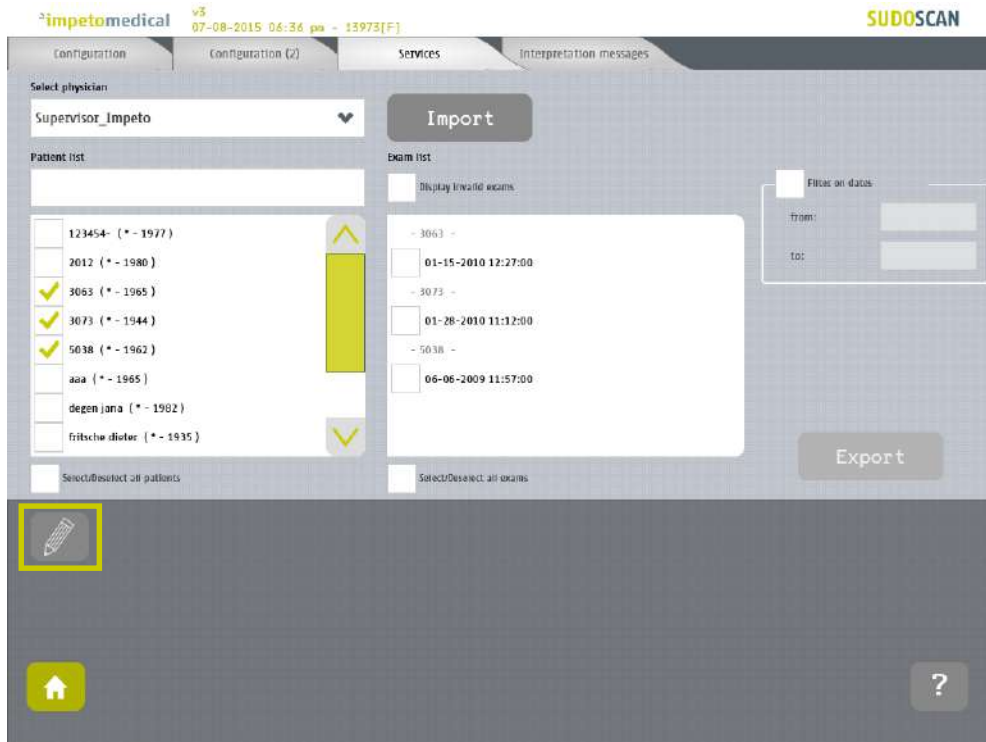 impetomedical
v3
07-08-2015 06:36 pm - 13973[F]
SUDOSCAN
Configuration
Configuration (2)
Services
Interpretation messages
Select physician
Supervisor_Impeto
Import
Patient list
Exam list
Display invalid exams
Filter on dates
from:
to:
123454- (* - 1977)
2012 (* - 1980)
3063 (* - 1965)
3073 (* - 1944)
5038 (* - 1962)
aaa (* - 1965)
degen jana (* - 1982)
fritsche dieter (* - 1935)
- 3063 -
01-15-2010 12:27:00
- 3073 -
01-28-2010 11:12:00
- 5038 -
06-06-2009 11:57:00
Export
Select/Deselect all patients
Select/Deselect all exams
?